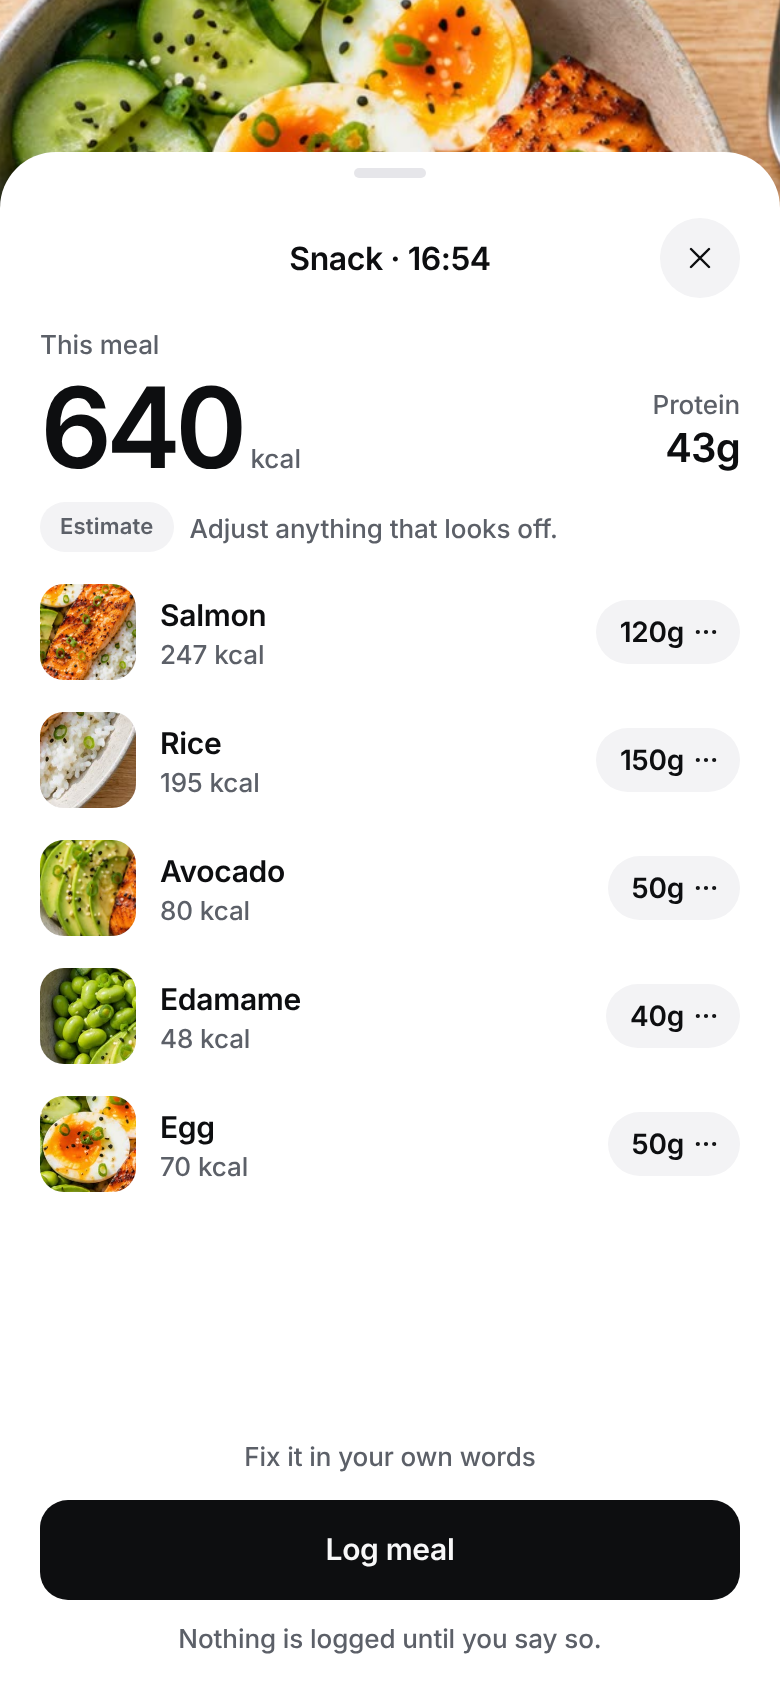 Snack · 16:54
This meal
640 kcal
Protein
43g
Estimate
Adjust anything that looks off.
Salmon
247 kcal
120g ···
Rice
195 kcal
150g ···
Avocado
80 kcal
50g ···
Edamame
48 kcal
40g ···
Egg
70 kcal
50g ···
Fix it in your own words
Log meal
Nothing is logged until you say so.